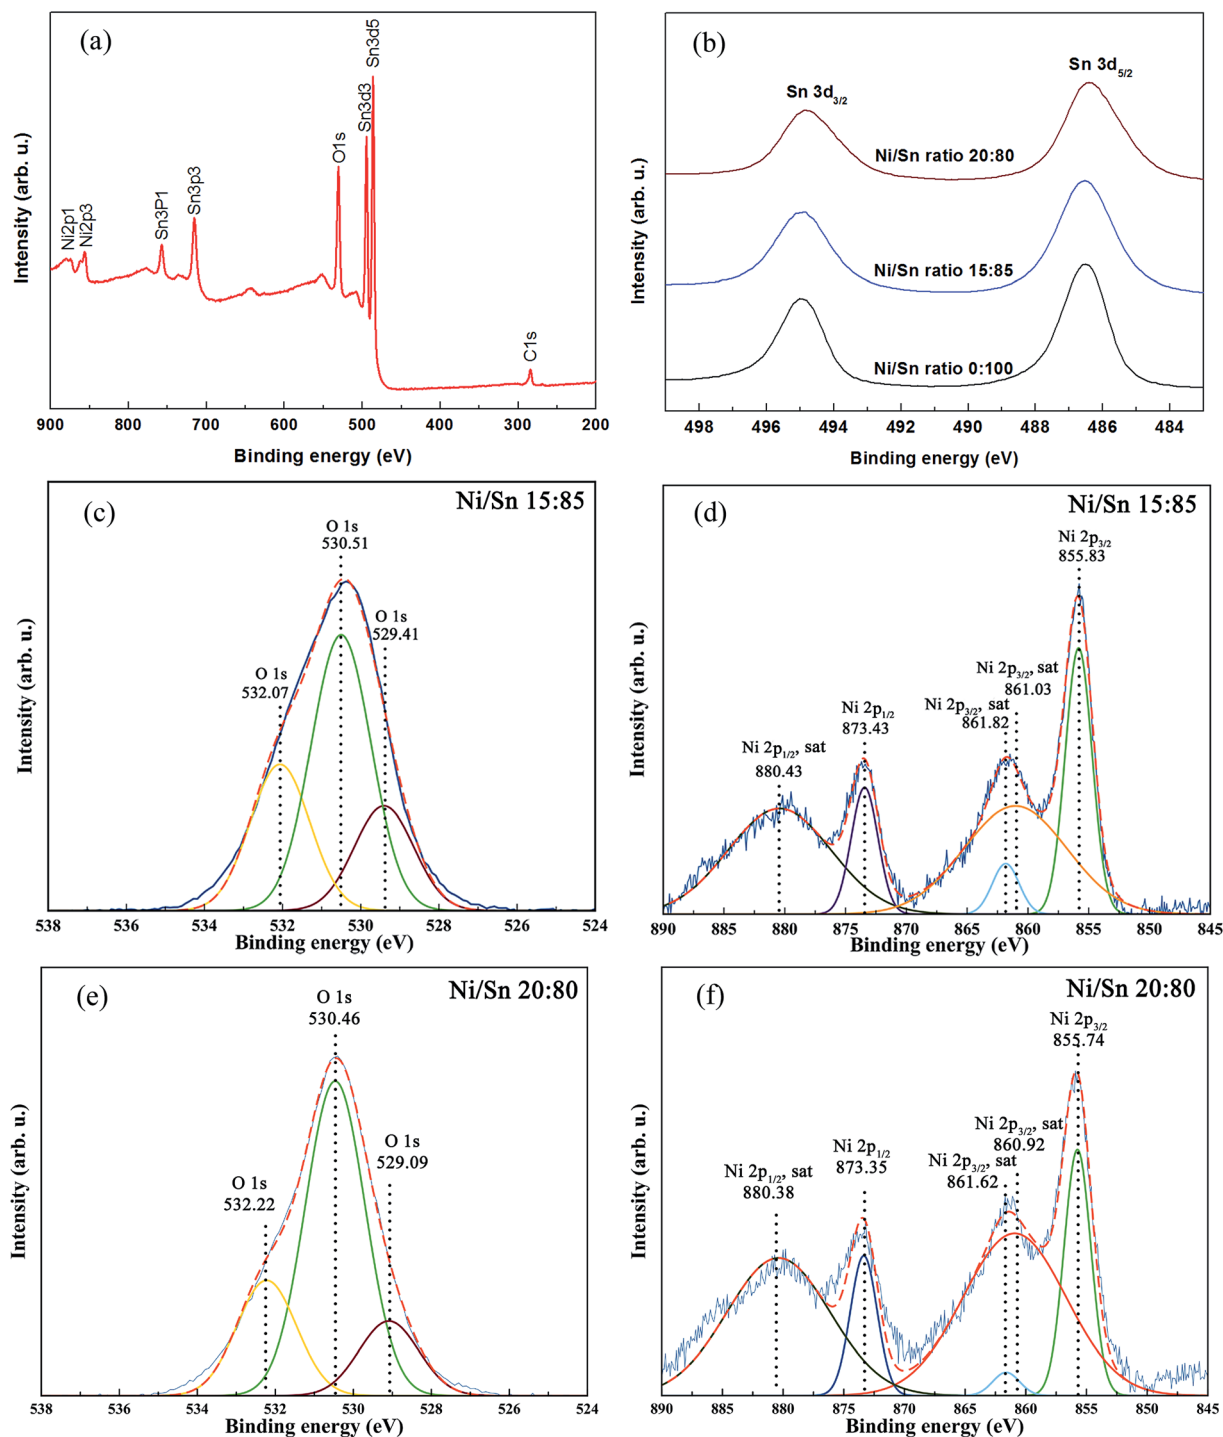 (a)
Ni2p1
Ni2p3
Sn3P1
Sn3p3
O1s
Sn3d3
Sn3d5
C1s
Intensity (arb. u.)
900 800 700 600 500 400 300 200
Binding energy (eV)
(b)
Sn 3d3/2
Sn 3d5/2
Ni/Sn ratio 20:80
Ni/Sn ratio 15:85
Ni/Sn ratio 0:100
Intensity (arb. u.)
498 496 494 492 490 488 486 484
Binding energy (eV)
(c)
Ni/Sn 15:85
O 1s
530.51
O 1s
529.41
O 1s
532.07
Intensity (arb. u.)
538 536 534 532 530 528 526 524
Binding energy (eV)
(d)
Ni/Sn 15:85
Ni 2p3/2
855.83
Ni 2p3/2, sat
861.03
Ni 2p3/2, sat
861.82
Ni 2p1/2
873.43
Ni 2p1/2, sat
880.43
Intensity (arb. u.)
890 885 880 875 870 865 860 855 850 845
Binding energy (eV)
(e)
Ni/Sn 20:80
O 1s
530.46
O 1s
529.09
O 1s
532.22
Intensity (arb. u.)
538 536 534 532 530 528 526 524
Binding energy (eV)
(f)
Ni/Sn 20:80
Ni 2p3/2
855.74
Ni 2p3/2, sat
860.92
Ni 2p3/2, sat
861.62
Ni 2p1/2
873.35
Ni 2p1/2, sat
880.38
Intensity (arb. u.)
890 885 880 875 870 865 860 855 850 845
Binding energy (eV)